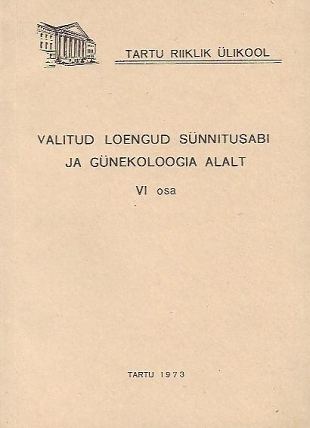 TARTU RIIKLIK ÜLIKOOL
VALITUD LOENGUD SÜNNITUSABI
JA GÜNEKOLOOGIA ALALT
VI osa
TARTU 1973